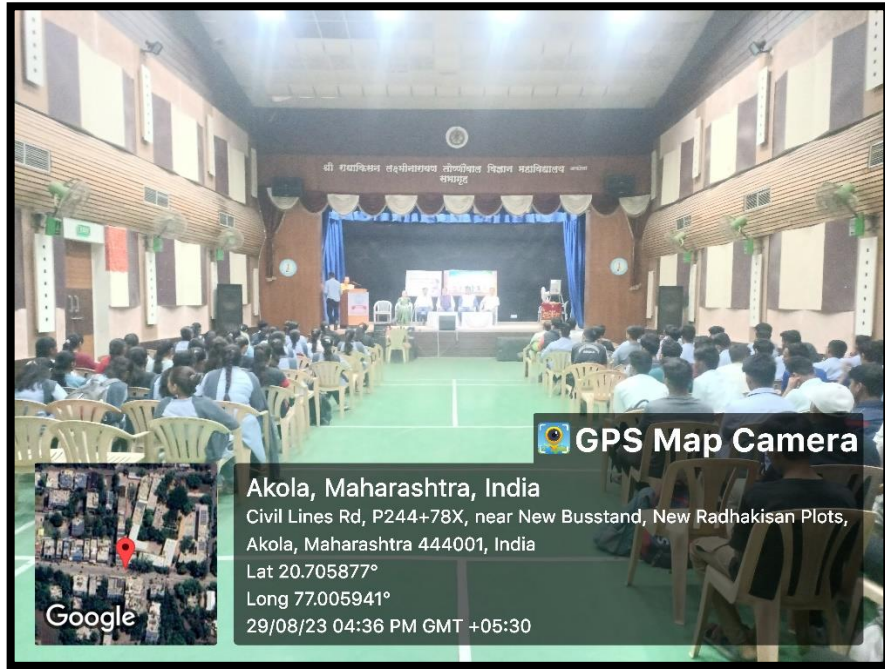 श्री राधाकिसन लक्ष्मीनारायण तोष्णीवाल विज्ञान महाविद्यालय अकोला
सभागृह
GPS Map Camera
Akola, Maharashtra, India
Civil Lines Rd, P244+78X, near New Busstand, New Radhakisan Plots,
Akola, Maharashtra 444001, India
Lat 20.705877°
Long 77.005941°
29/08/23 04:36 PM GMT +05:30
Google